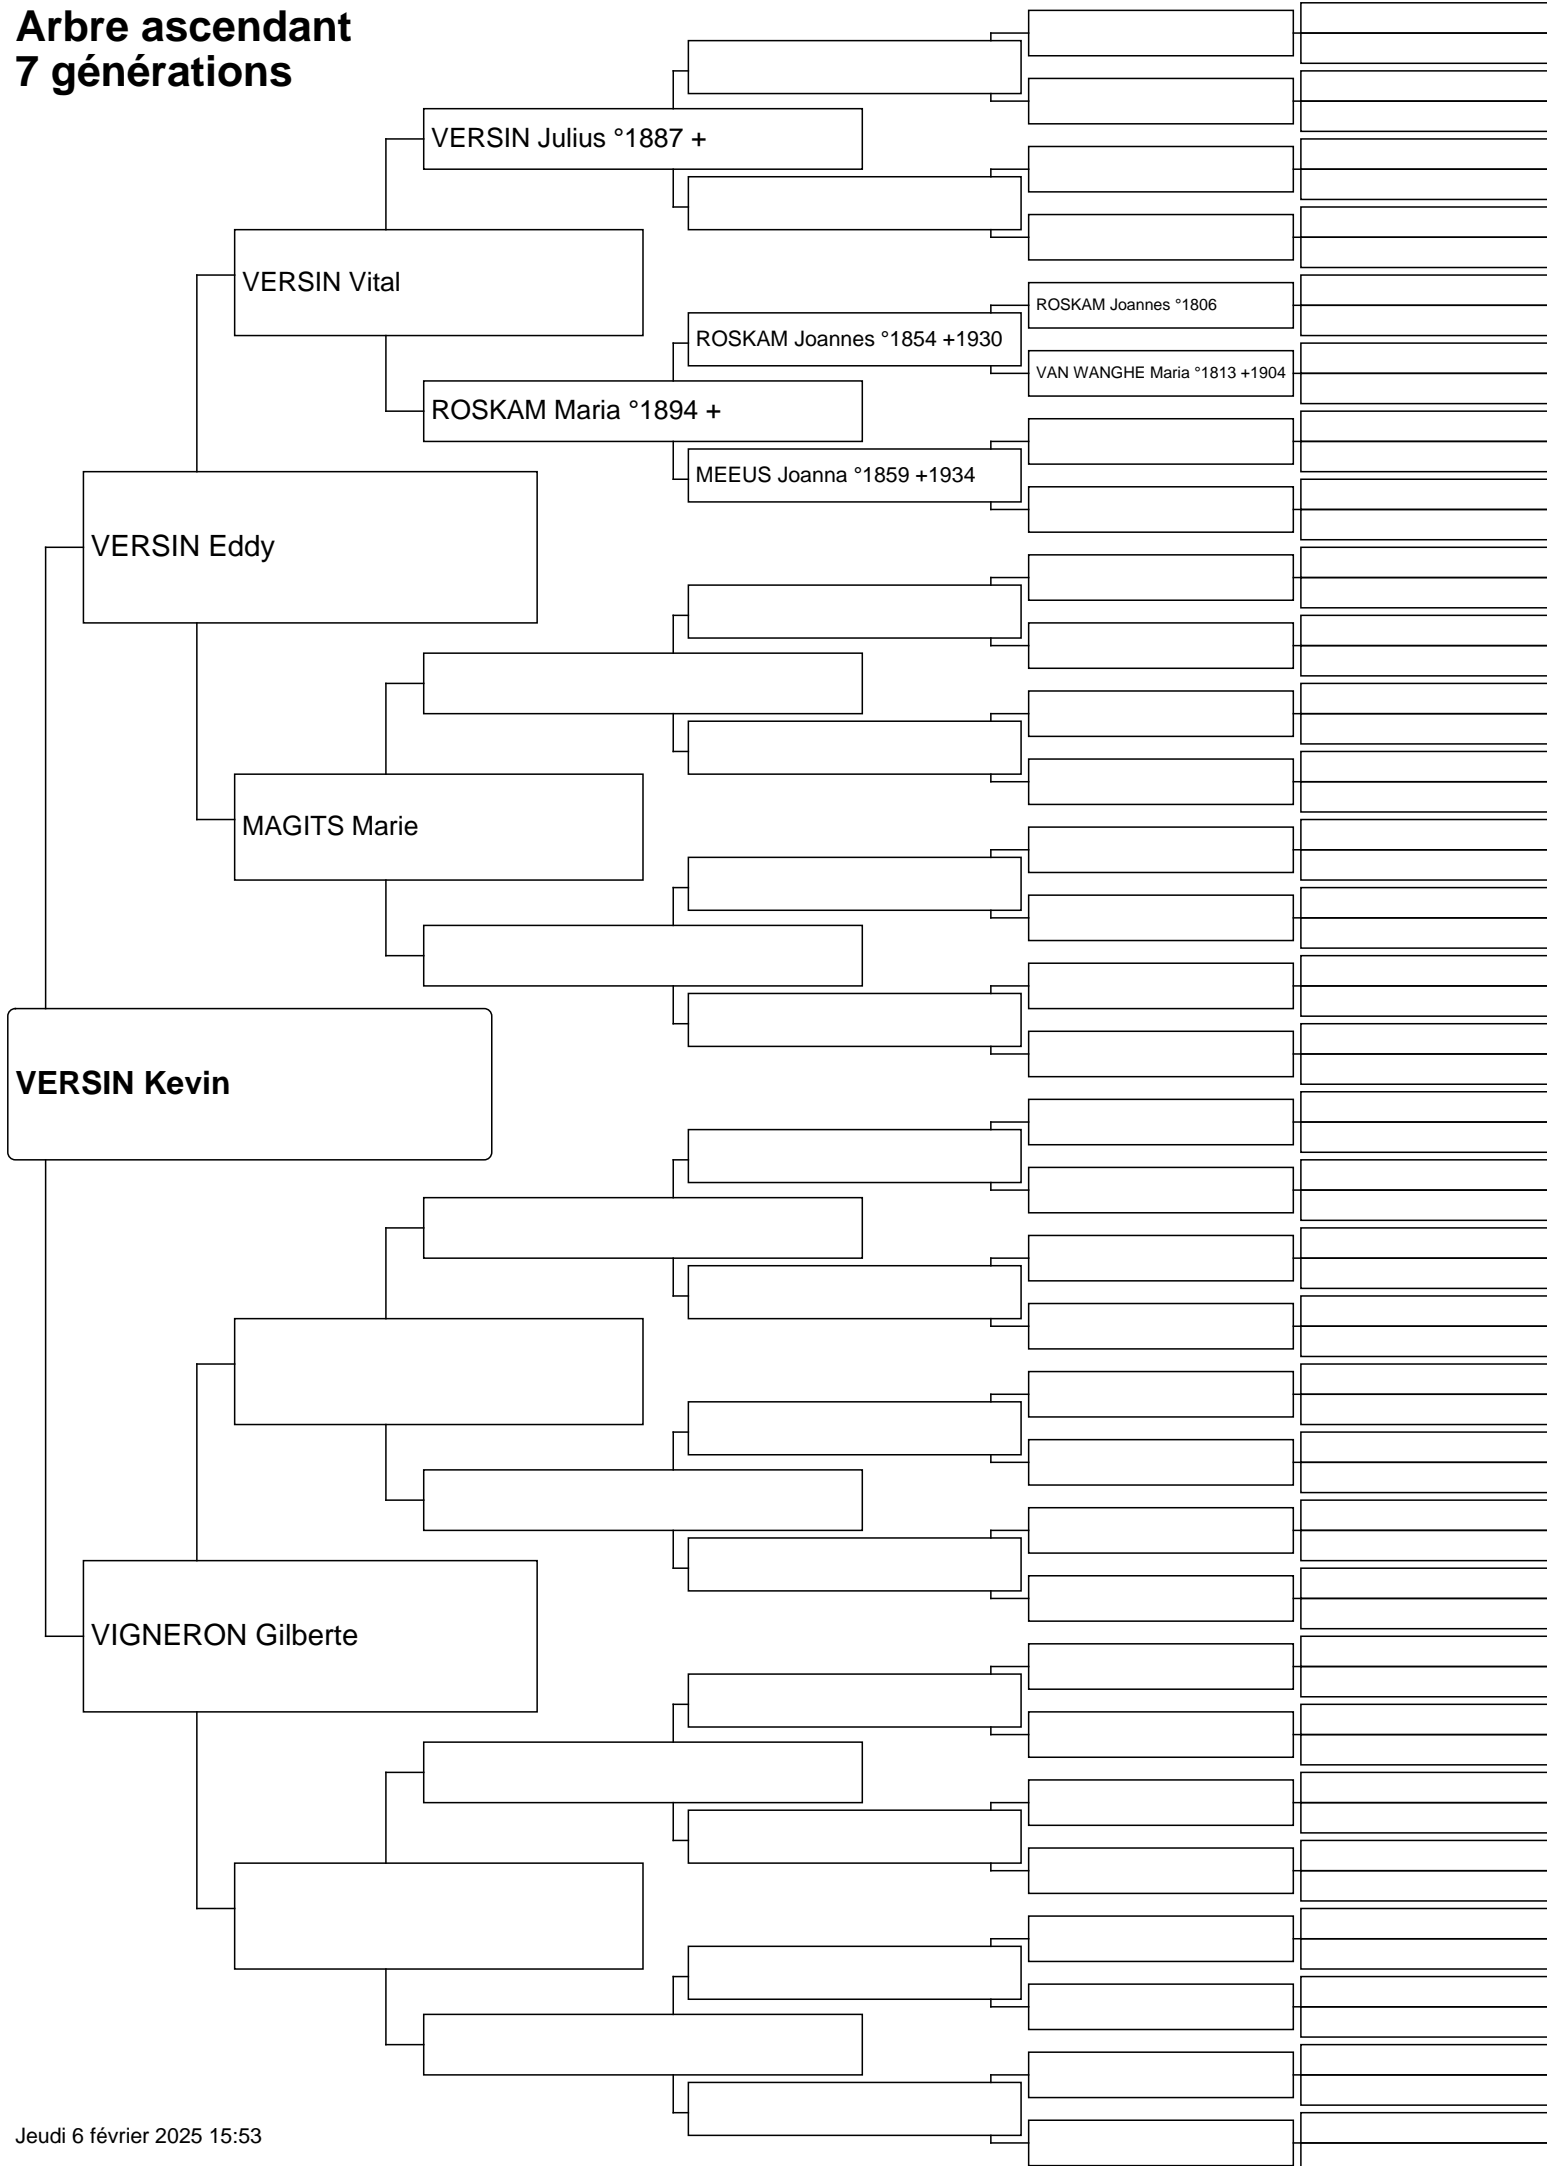 Arbre ascendant
7 générations
VERSIN Julius °1887 +
VERSIN Vital
ROSKAM Joannes °1806
ROSKAM Joannes °1854 +1930
VAN WANGHE Maria °1813 +1904
ROSKAM Maria °1894 +
MEEUS Joanna °1859 +1934
VERSIN Eddy
MAGITS Marie
VERSIN Kevin
VIGNERON Gilberte
Jeudi 6 février 2025 15:53